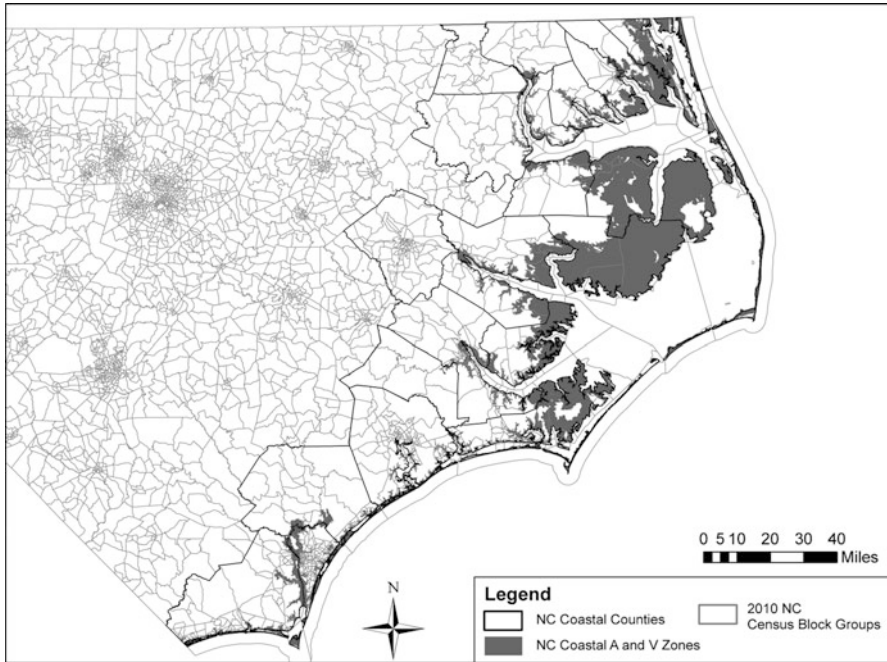 N
0 5 10 20 30 40
Miles
Legend
NC Coastal Counties
NC Coastal A and V Zones
2010 NC
Census Block Groups